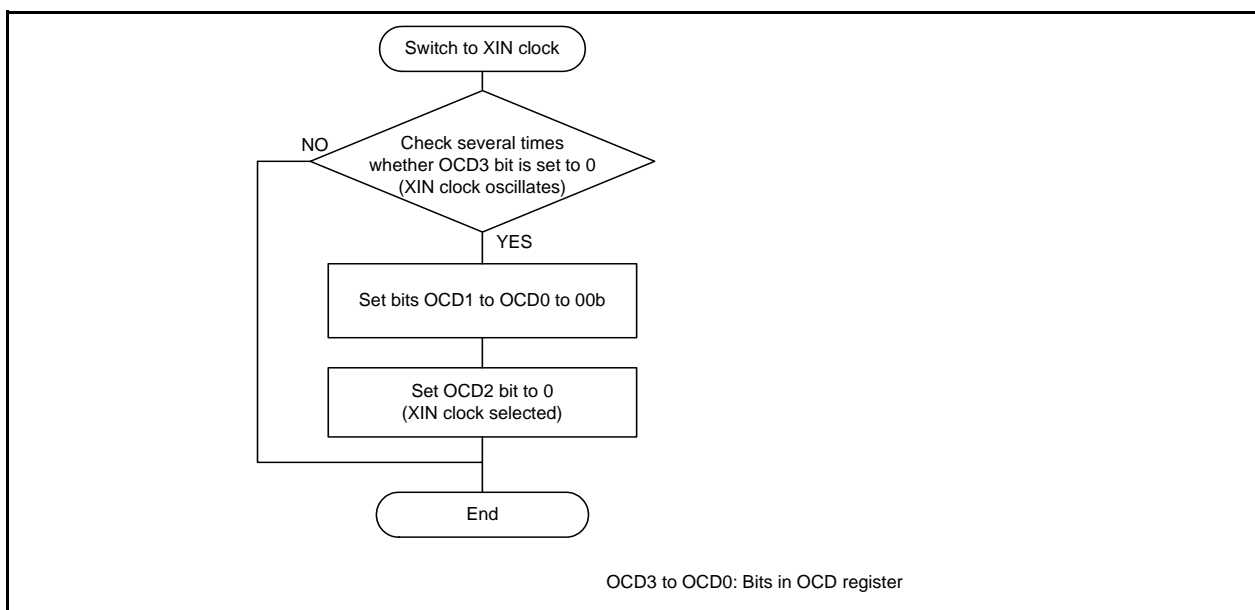 Switch to XIN clock
NO
Check several times
whether OCD3 bit is set to 0
(XIN clock oscillates)
YES
Set bits OCD1 to OCD0 to 00b
Set OCD2 bit to 0
(XIN clock selected)
End
OCD3 to OCD0: Bits in OCD register